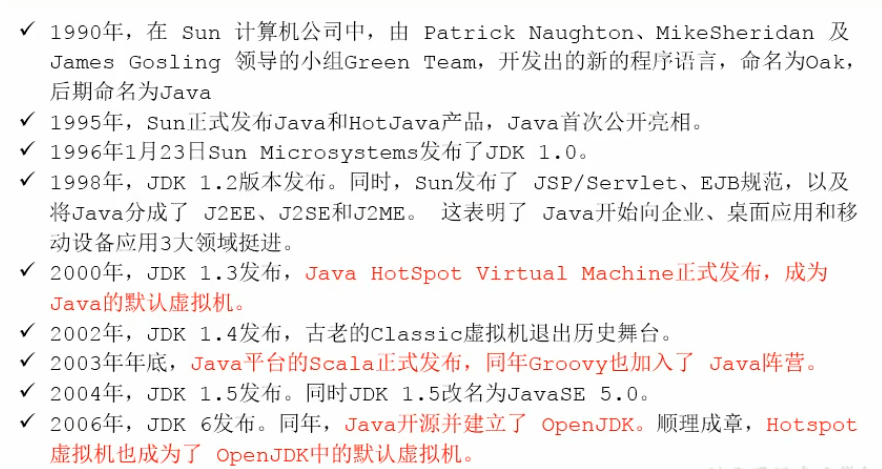 ✓ 1990年，在 Sun 计算机公司中，由 Patrick Naughton、MikeSheridan 及
James Gosling 领导的小组Green Team，开发出的新的程序语言，命名为Oak，
后期命名为Java
✓ 1995年，Sun正式发布Java和HotJava产品，Java首次公开亮相。
✓ 1996年1月23日Sun Microsystems发布了JDK 1.0。
✓ 1998年，JDK 1.2版本发布。同时，Sun发布了 JSP/Servlet、EJB规范，以及
将Java分成了 J2EE、J2SE和J2ME。 这表明了 Java开始向企业、桌面应用和移
动设备应用3大领域挺进。
✓ 2000年，JDK 1.3发布，Java HotSpot Virtual Machine正式发布，成为
Java的默认虚拟机。
✓ 2002年，JDK 1.4发布，古老的Classic虚拟机退出历史舞台。
✓ 2003年年底，Java平台的Scala正式发布，同年Groovy也加入了 Java阵营。
✓ 2004年，JDK 1.5发布。同时JDK 1.5改名为JavaSE 5.0。
✓ 2006年，JDK 6发布。同年，Java开源并建立了 OpenJDK。顺理成章，Hotspot
虚拟机也成为了 OpenJDK中的默认虚拟机。